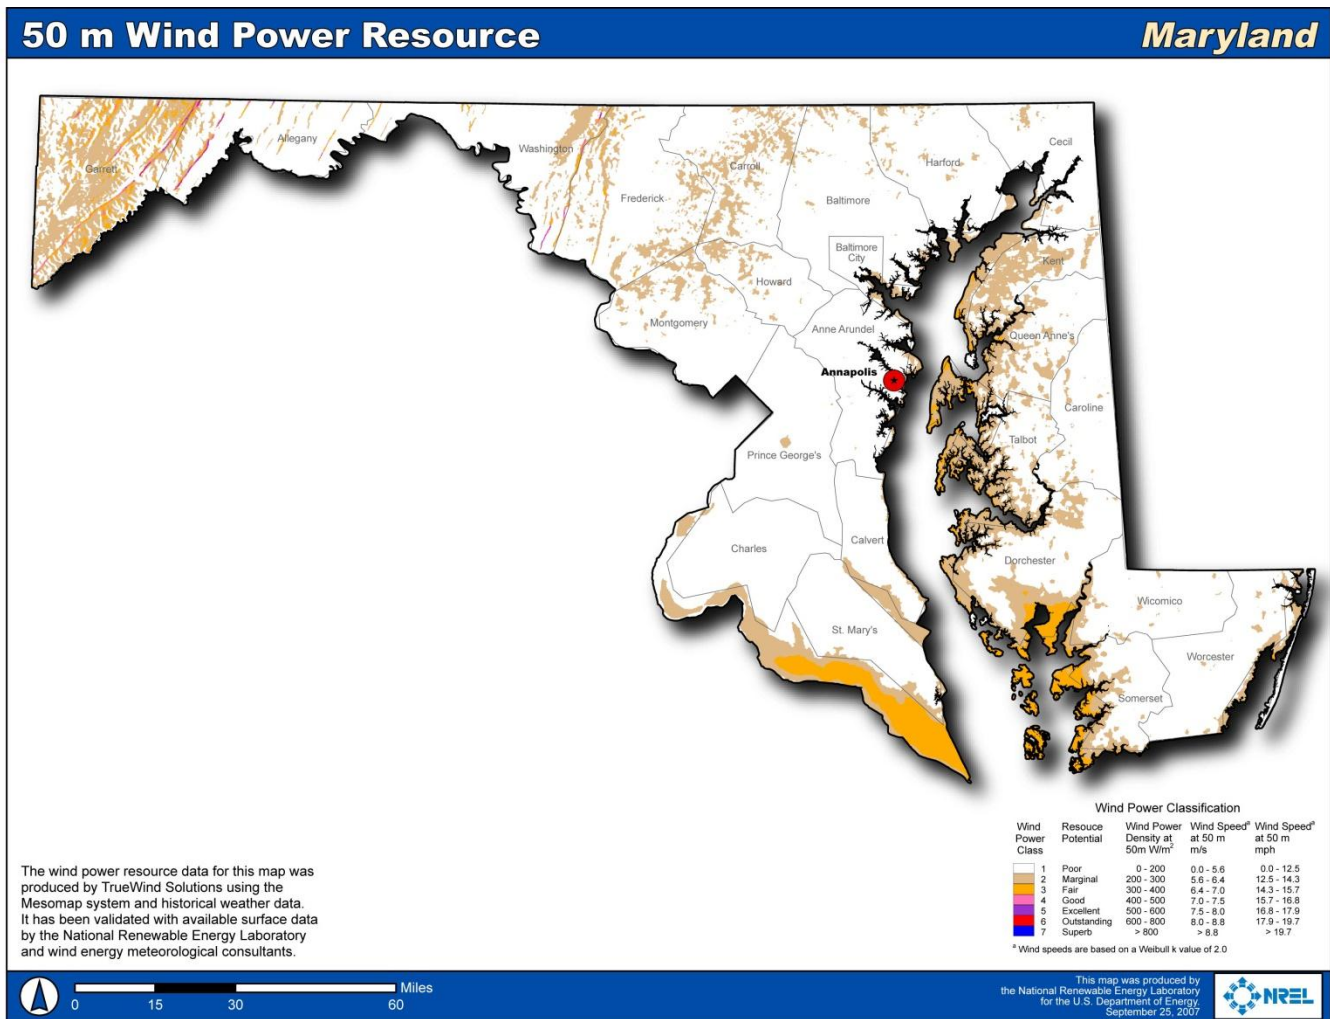 50 m Wind Power Resource
Maryland
Garrett
Allegany
Washington
Frederick
Carroll
Baltimore
Harford
Cecil
Baltimore
City
Howard
Montgomery
Anne Arundel
Kent
Queen Anne's
Annapolis
Caroline
Talbot
Prince George's
Charles
Calvert
Dorchester
St. Mary's
Wicomico
Worcester
Somerset
Wind Power Classification
Wind Power Class Resouce Potential Wind Power Density at 50m W/m² Wind Speedᵃ at 50 m m/s Wind Speedᵃ at 50 m mph
1 Poor 0 - 200 0.0 - 5.6 0.0 - 12.5
2 Marginal 200 - 300 5.6 - 6.4 12.5 - 14.3
3 Fair 300 - 400 6.4 - 7.0 14.3 - 15.7
4 Good 400 - 500 7.0 - 7.5 15.7 - 16.8
5 Excellent 500 - 600 7.5 - 8.0 16.8 - 17.9
6 Outstanding 600 - 800 8.0 - 8.8 17.9 - 19.7
7 Superb > 800 > 8.8 > 19.7
ᵃ Wind speeds are based on a Weibull k value of 2.0
The wind power resource data for this map was
produced by TrueWind Solutions using the
Mesomap system and historical weather data.
It has been validated with available surface data
by the National Renewable Energy Laboratory
and wind energy meteorological consultants.
Miles
0 15 30 60
This map was produced by
the National Renewable Energy Laboratory
for the U.S. Department of Energy.
September 25, 2007
NREL